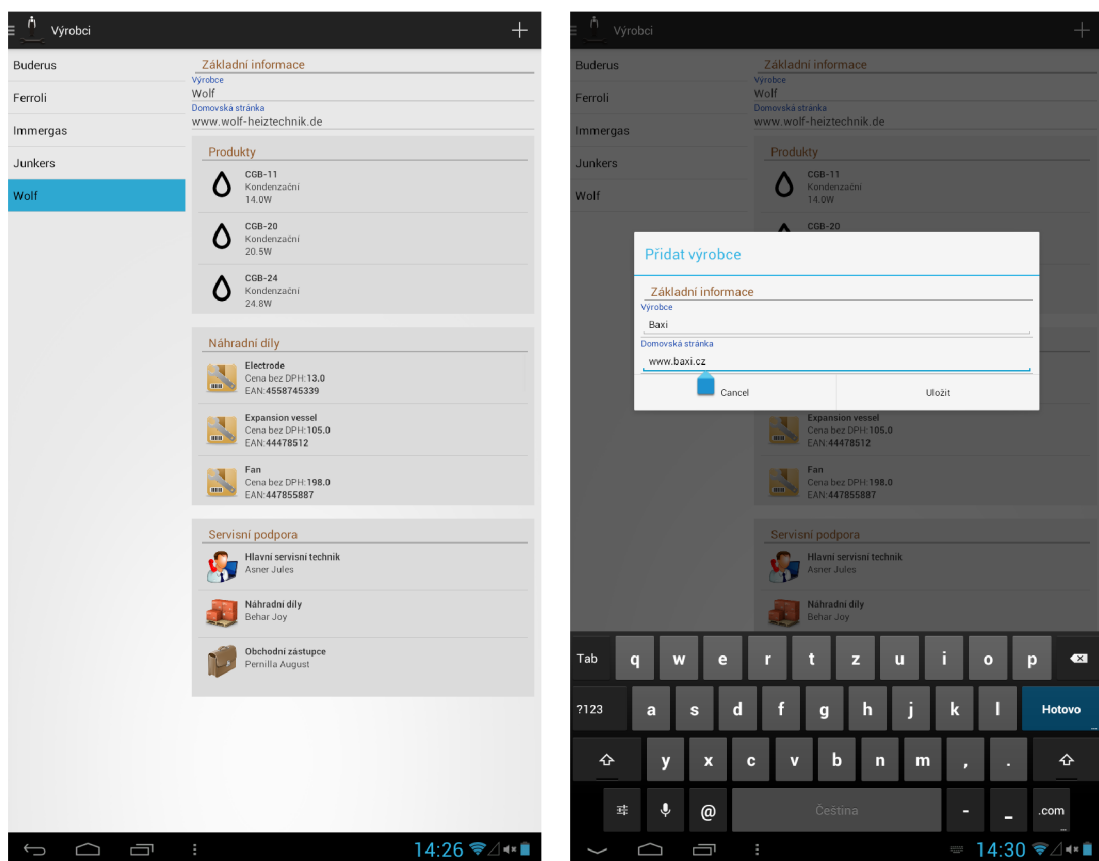 Výrobci
Buderus
Ferroli
Immergas
Junkers
Wolf
Základní informace
Výrobce
Wolf
Domovská stránka
www.wolf-heiztechnik.de
Produkty
CGB-11
Kondenzační
14.0W
CGB-20
Kondenzační
20.5W
CGB-24
Kondenzační
24.8W
Náhradní díly
Electrode
Cena bez DPH:13.0
EAN:4558745339
Expansion vessel
Cena bez DPH:105.0
EAN:44478512
Fan
Cena bez DPH:198.0
EAN:447855887
Servisní podpora
Hlavní servisní technik
Asner Jules
Náhradní díly
Behar Joy
Obchodní zástupce
Pernilla August
14:26
Výrobci
Buderus
Ferroli
Immergas
Junkers
Wolf
Základní informace
Výrobce
Wolf
Domovská stránka
www.wolf-heiztechnik.de
Produkty
CGB-11
Kondenzační
14.0W
CGB-20
Přidat výrobce
Základní informace
Výrobce
Baxi
Domovská stránka
www.baxi.cz
Cancel
Uložit
Expansion vessel
Cena bez DPH:105.0
EAN:44478512
Fan
Cena bez DPH:198.0
EAN:447855887
Servisní podpora
Hlavní servisní technik
Asner Jules
Náhradní díly
Behar Joy
Tab q w e r t z u i o p
?123 a s d f g h j k l Hotovo
y x c v b n m , .
@ Čeština - _ .com
14:30